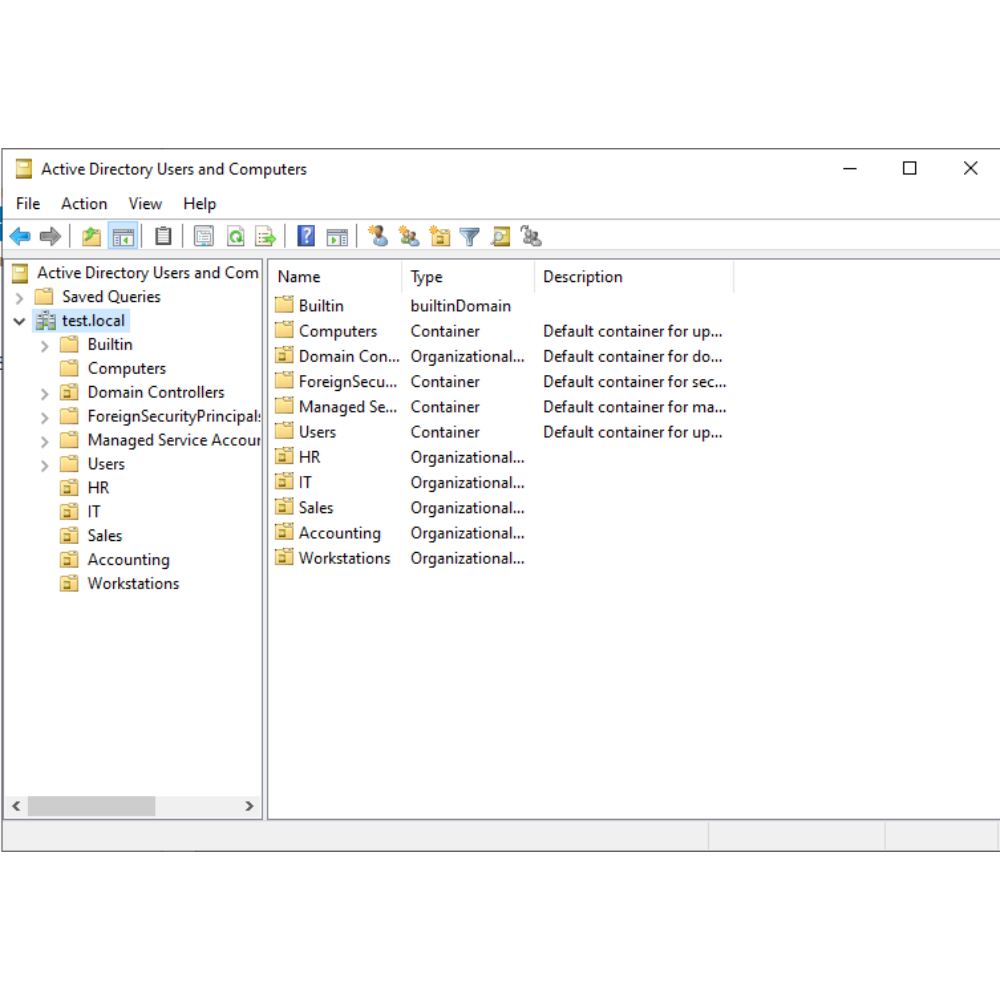 Active Directory Users and Computers
File Action View Help
Active Directory Users and Com
Saved Queries
test.local
Builtin
Computers
Domain Controllers
ForeignSecurityPrincipals
Managed Service Accour
Users
HR
IT
Sales
Accounting
Workstations
Name Type Description
Builtin builtinDomain
Computers Container Default container for up...
Domain Con... Organizational... Default container for do...
ForeignSecu... Container Default container for sec...
Managed Se... Container Default container for ma...
Users Container Default container for up...
HR Organizational...
IT Organizational...
Sales Organizational...
Accounting Organizational...
Workstations Organizational...